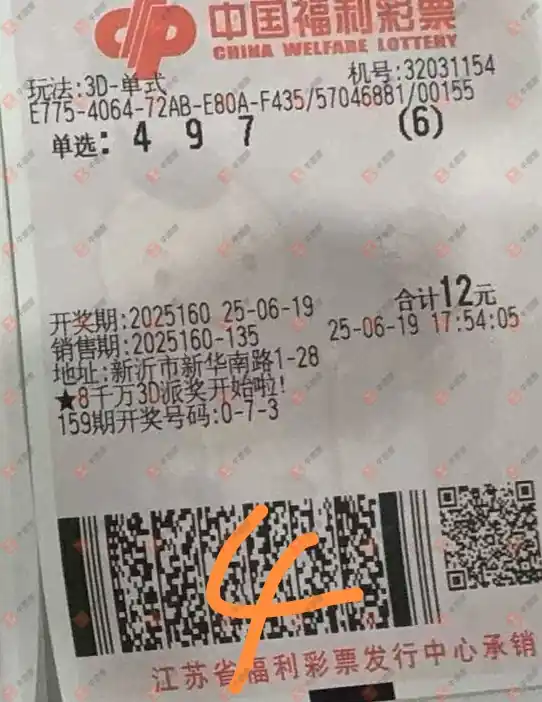 中国福利彩票
CHINA WELFARE LOTTERY
玩法:3D-单式 机号:32031154
E775-4064-72AB-E80A-F435/57046881/00155
单选: 4 9 7 (6)
开奖期:2025160 25-06-19 合计12元
销售期:2025160-135 25-06-19 17:54:05
地址:新沂市新华南路1-28
★8千万3D派奖开始啦!
159期开奖号码:0-7-3
4
江苏省福利彩票发行中心承销